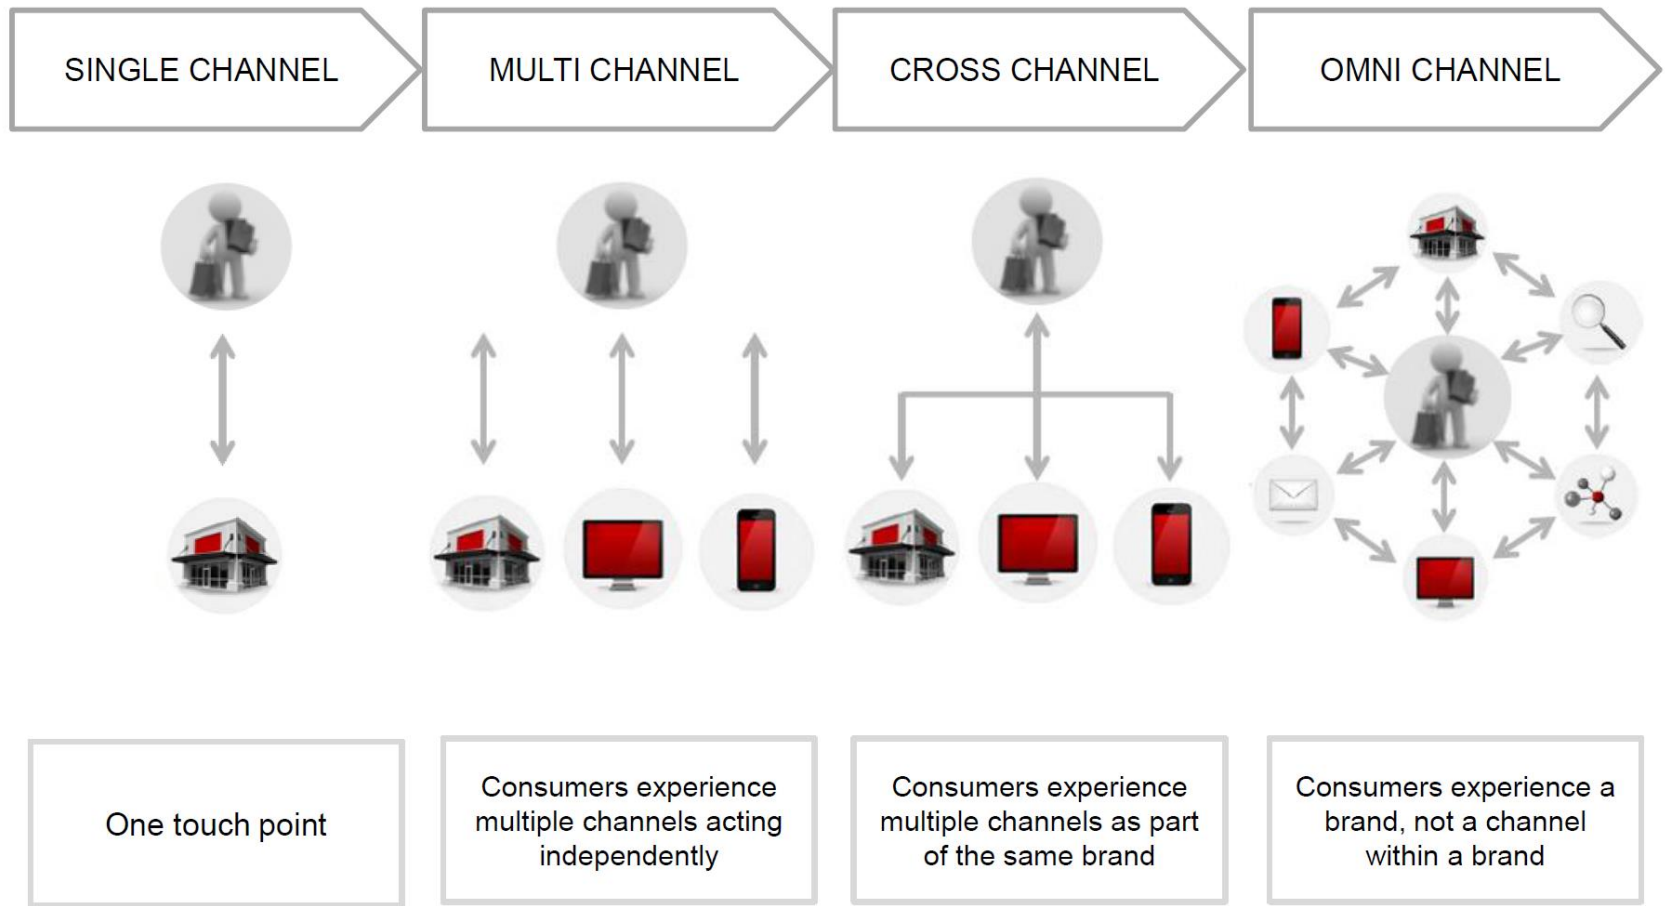 SINGLE CHANNEL
MULTI CHANNEL
CROSS CHANNEL
OMNI CHANNEL
One touch point
Consumers experience
multiple channels acting
independently
Consumers experience
multiple channels as part
of the same brand
Consumers experience a
brand, not a channel
within a brand